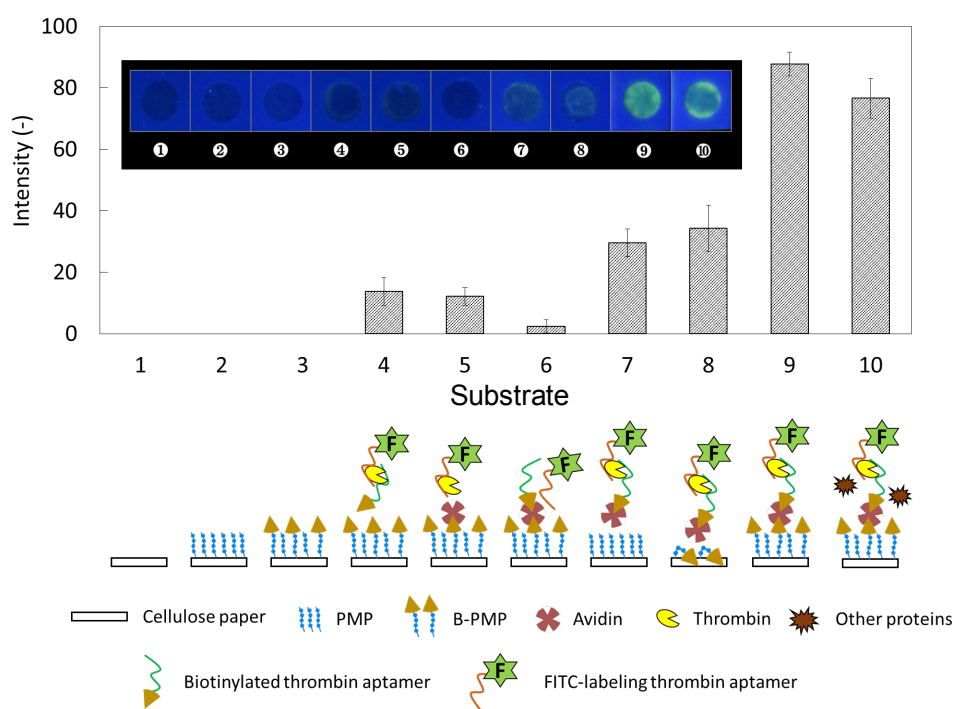 100
80
60
40
20
0
Intensity (-)
❶ ❷ ❸ ❹ ❺ ❻ ❼ ❽ ❾ ❿
1 2 3 4 5 6 7 8 9 10
Substrate
F F F F F F F
Cellulose paper PMP B-PMP Avidin Thrombin Other proteins
Biotinylated thrombin aptamer F FITC-labeling thrombin aptamer